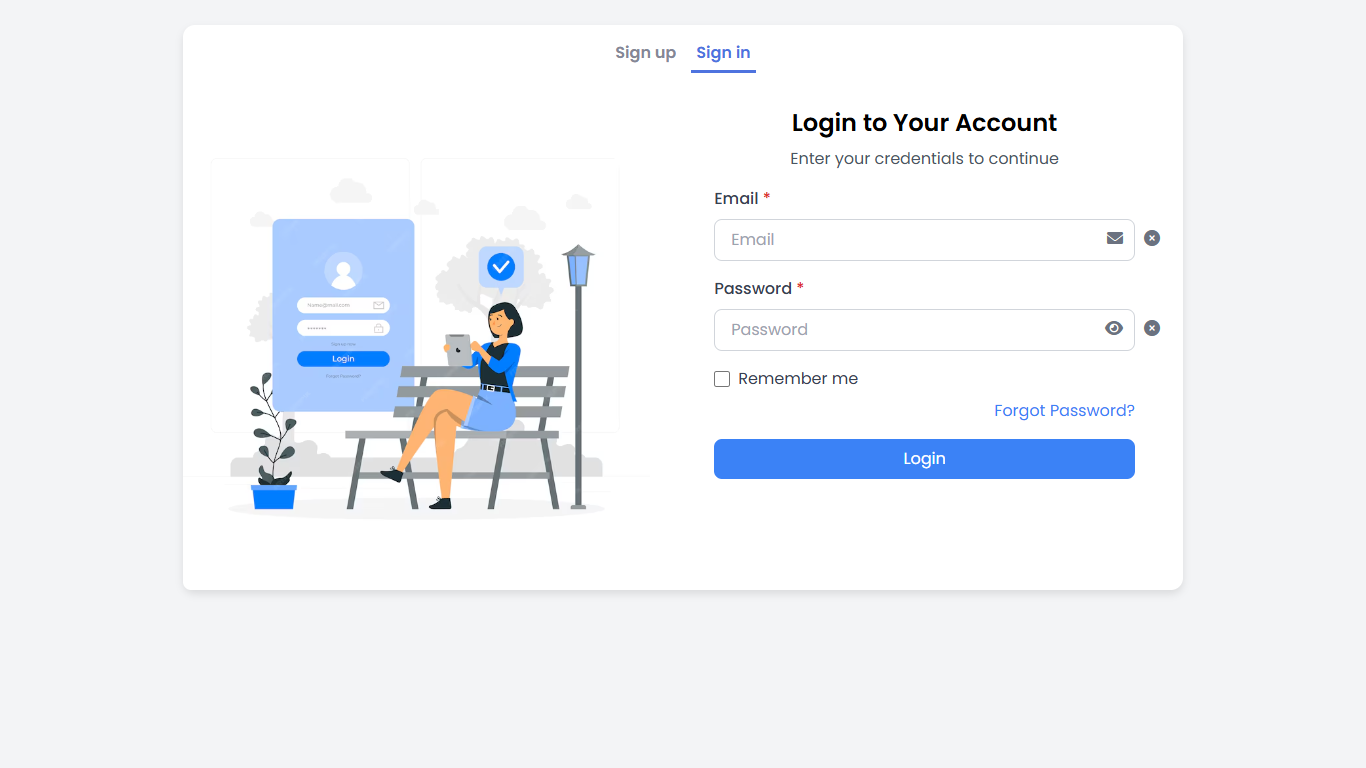 Sign up Sign in
Login to Your Account
Enter your credentials to continue
Email *
Email
Password *
Password
Remember me
Forgot Password?
Login
Name@mail.com
Login